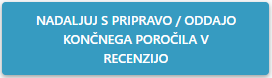 NADALJUJ S PRIPRAVO / ODDAJO
KONČNEGA POROČILA V
RECENZIJO